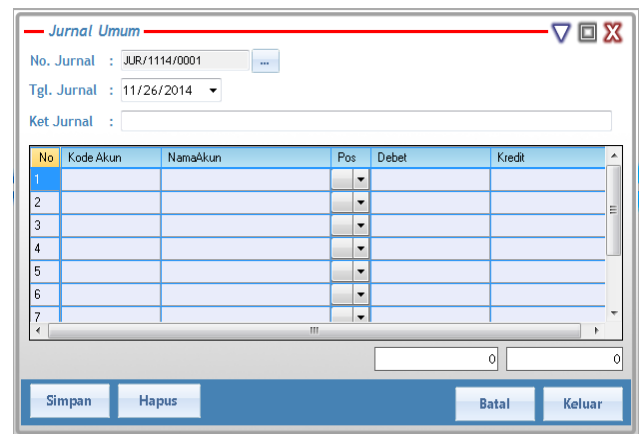 Jurnal Umum
No. Jurnal : JUR/1114/0001 ...
Tgl. Jurnal : 11/26/2014
Ket Jurnal :
No Kode Akun NamaAkun Pos Debet Kredit
1
2
3
4
5
6
7
0 0
Simpan Hapus Batal Keluar